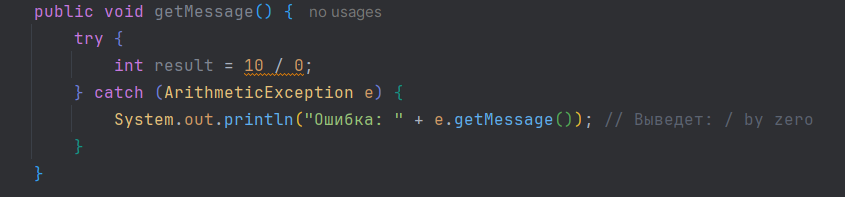 public void getMessage() { no usages
try {
int result = 10 / 0;
} catch (ArithmeticException e) {
System.out.println("Ошибка: " + e.getMessage()); // Выведет: / by zero
}
}